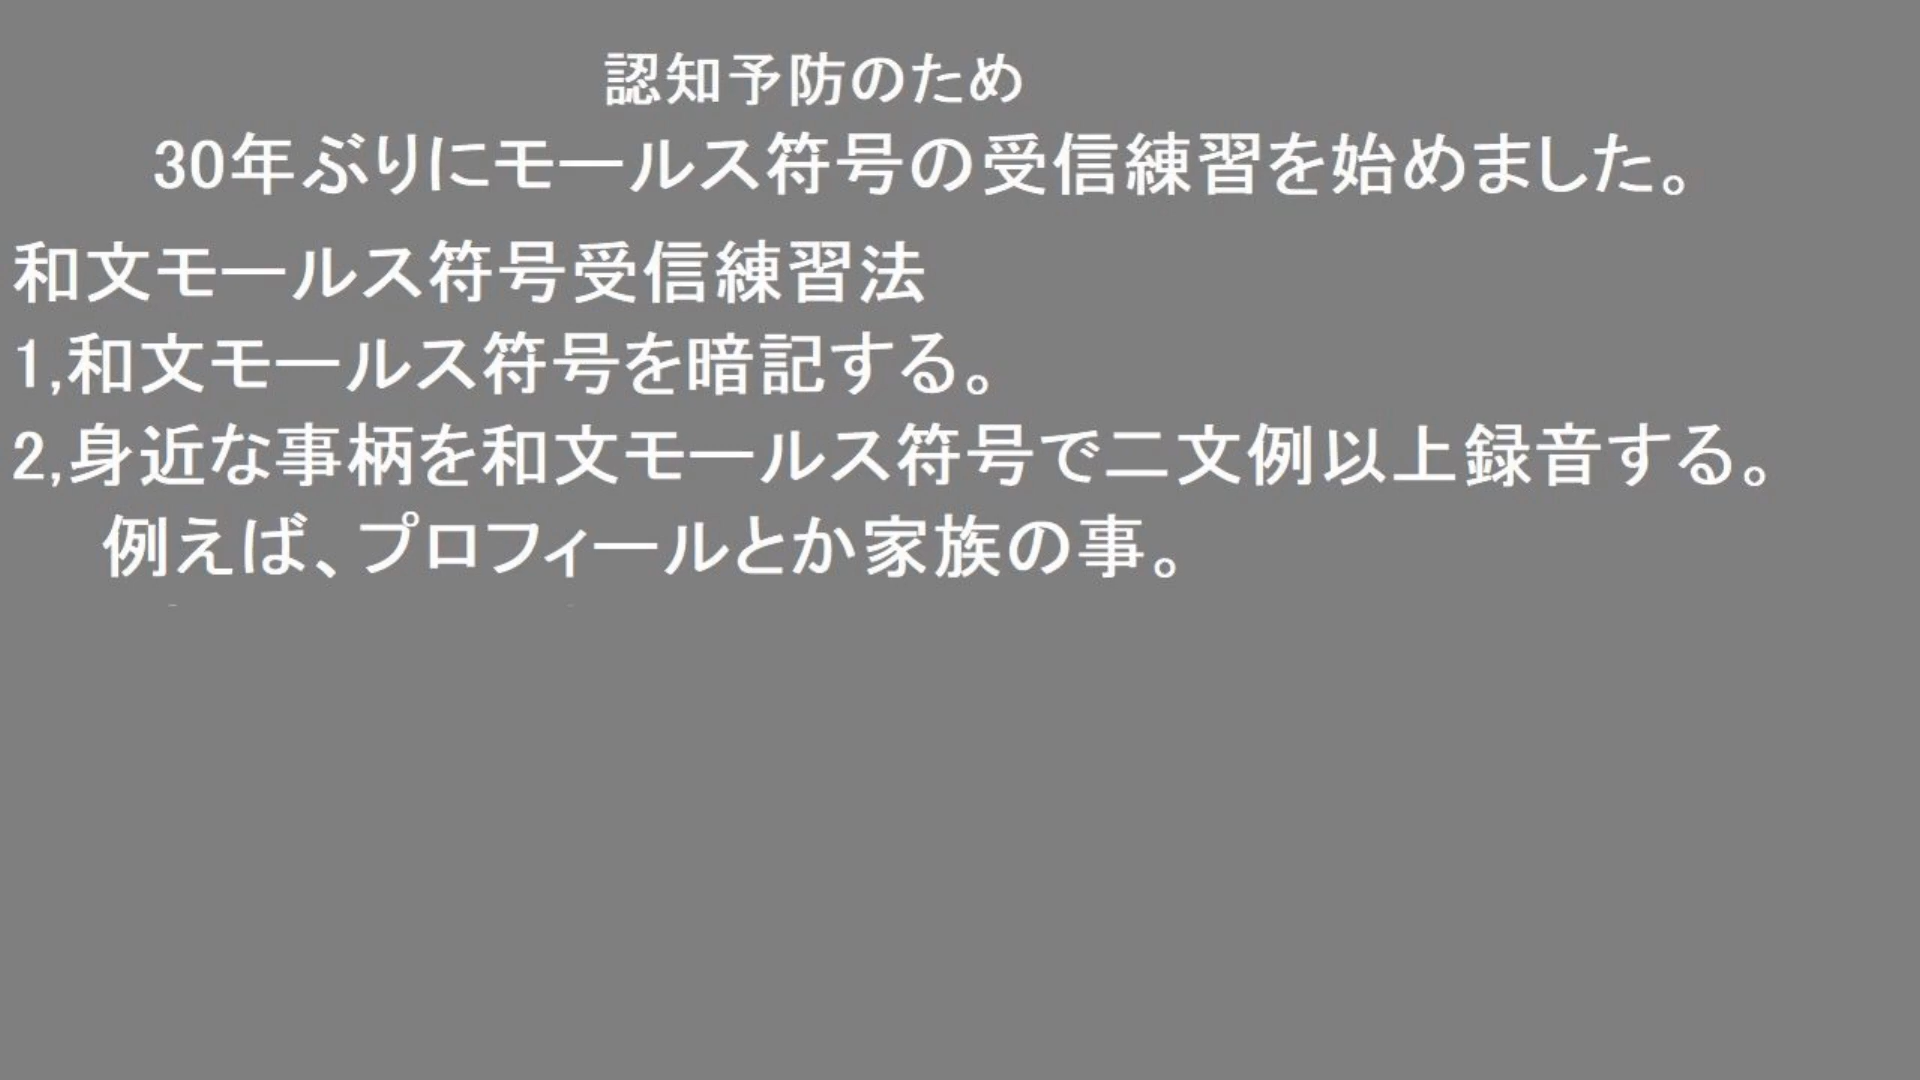 認知予防のため
30年ぶりにモールス符号の受信練習を始めました。
和文モールス符号受信練習法
1,和文モールス符号を暗記する。
2,身近な事柄を和文モールス符号で二文例以上録音する。
例えば、プロフィールとか家族の事。